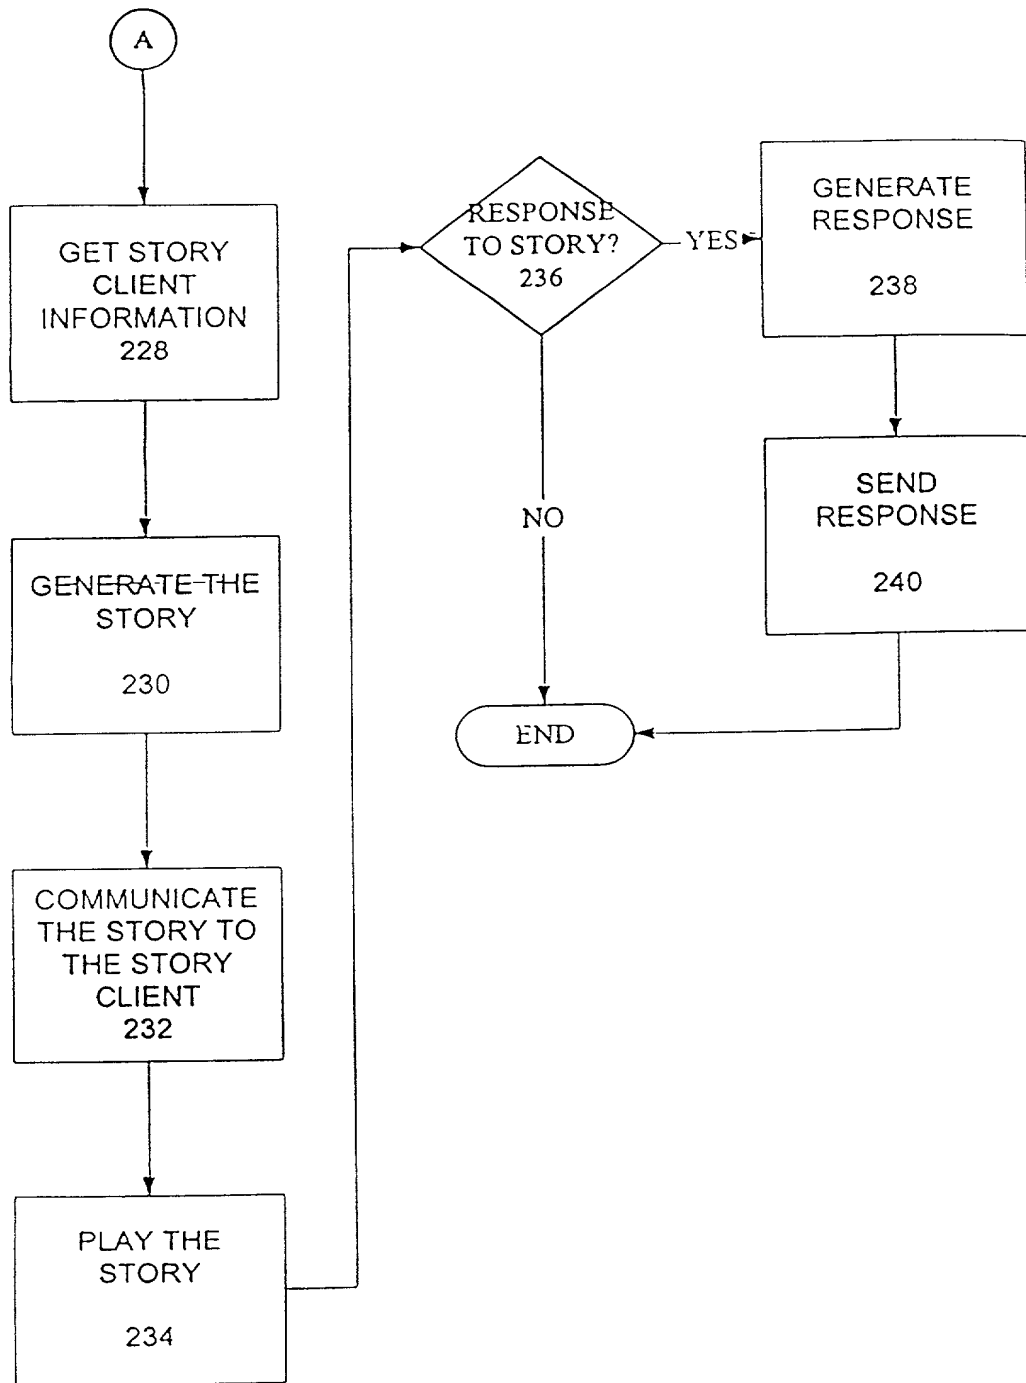 A
GET STORY
CLIENT
INFORMATION
228
GENERATE THE
STORY
230
COMMUNICATE
THE STORY TO
THE STORY
CLIENT
232
PLAY THE
STORY
234
RESPONSE
TO STORY?
236
YES
NO
GENERATE
RESPONSE
238
SEND
RESPONSE
240
END